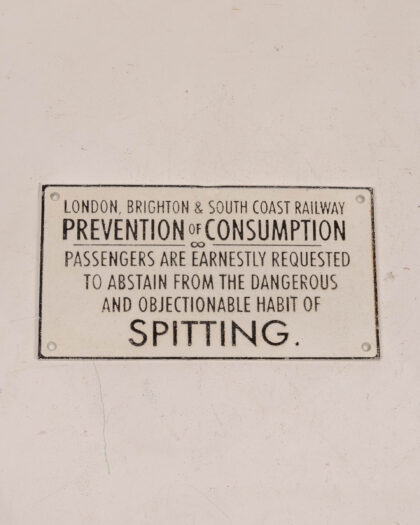 LONDON, BRIGHTON & SOUTH COAST RAILWAY
PREVENTION OF CONSUMPTION
PASSENGERS ARE EARNESTLY REQUESTED
TO ABSTAIN FROM THE DANGEROUS
AND OBJECTIONABLE HABIT OF
SPITTING.